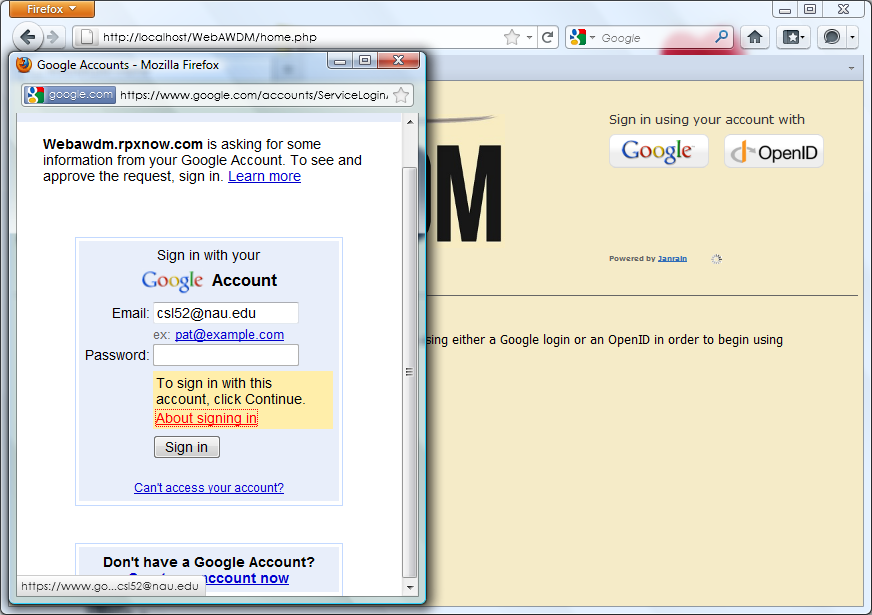 Firefox
http://localhost/WebAWDM/home.php
Google
Google Accounts - Mozilla Firefox
google.com https://www.google.com/accounts/ServiceLogin
Webawdm.rpxnow.com is asking for some
information from your Google Account. To see and
approve the request, sign in. Learn more
Sign in with your
Google Account
Email: csl52@nau.edu
ex: pat@example.com
Password:
To sign in with this
account, click Continue.
About signing in
Sign in
Can't access your account?
Don't have a Google Account?
account now
https://www.go...csl52@nau.edu
DM
Sign in using your account with
Google
OpenID
Powered by Janrain
sing either a Google login or an OpenID in order to begin using